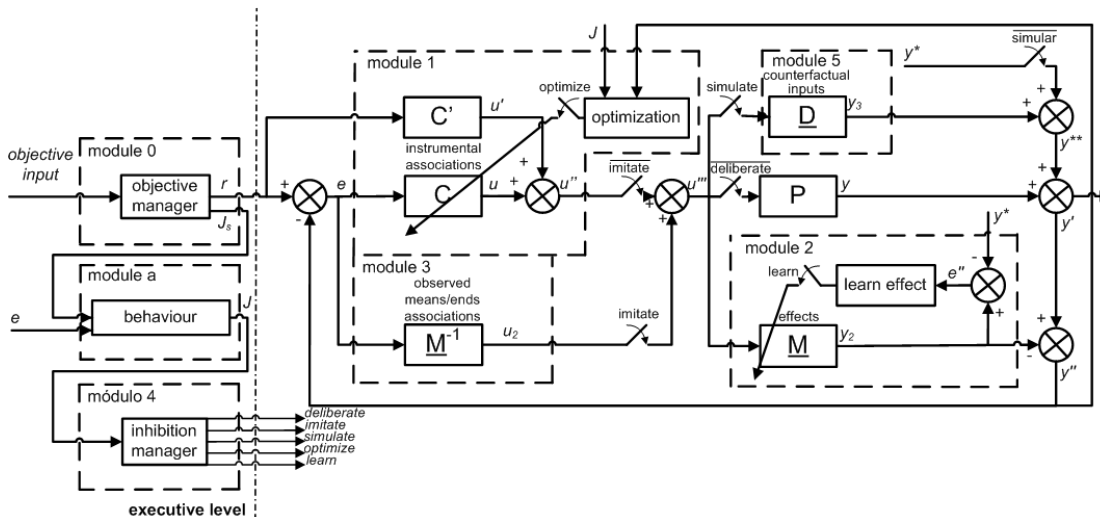 module 0
objective
input
objective
manager
r
Js
module a
e
behaviour
J
módulo 4
inhibition
manager
deliberate
imitate
simulate
optimize
learn
executive level
+
-
e
module 1
J
C'
u'
optimize
optimization
instrumental
associations
C
u
+
+
u''
imitate
+
+
u'''
module 3
observed
means/ends
associations
M-1
u2
imitate
simulate
module 5
counterfactual
inputs
D
y3
y*
simular
+
+
y**
deliberate
P
y
+
+
y'
y*
module 2
learn
learn effect
e''
-
+
effects
M
y2
+
-
y''